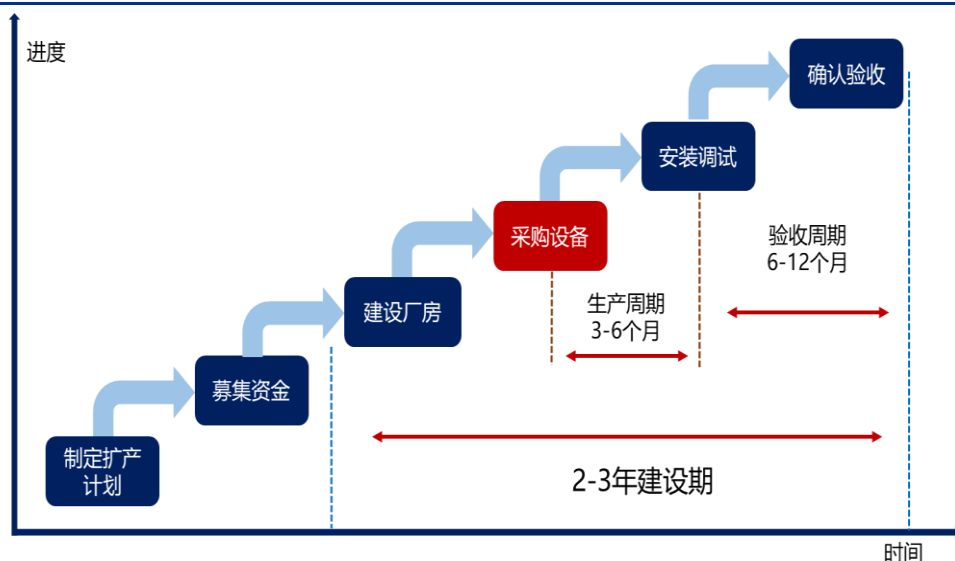 进度
确认验收
安装调试
采购设备
验收周期
6-12个月
建设厂房
生产周期
3-6个月
募集资金
制定扩产
计划
2-3年建设期
时间